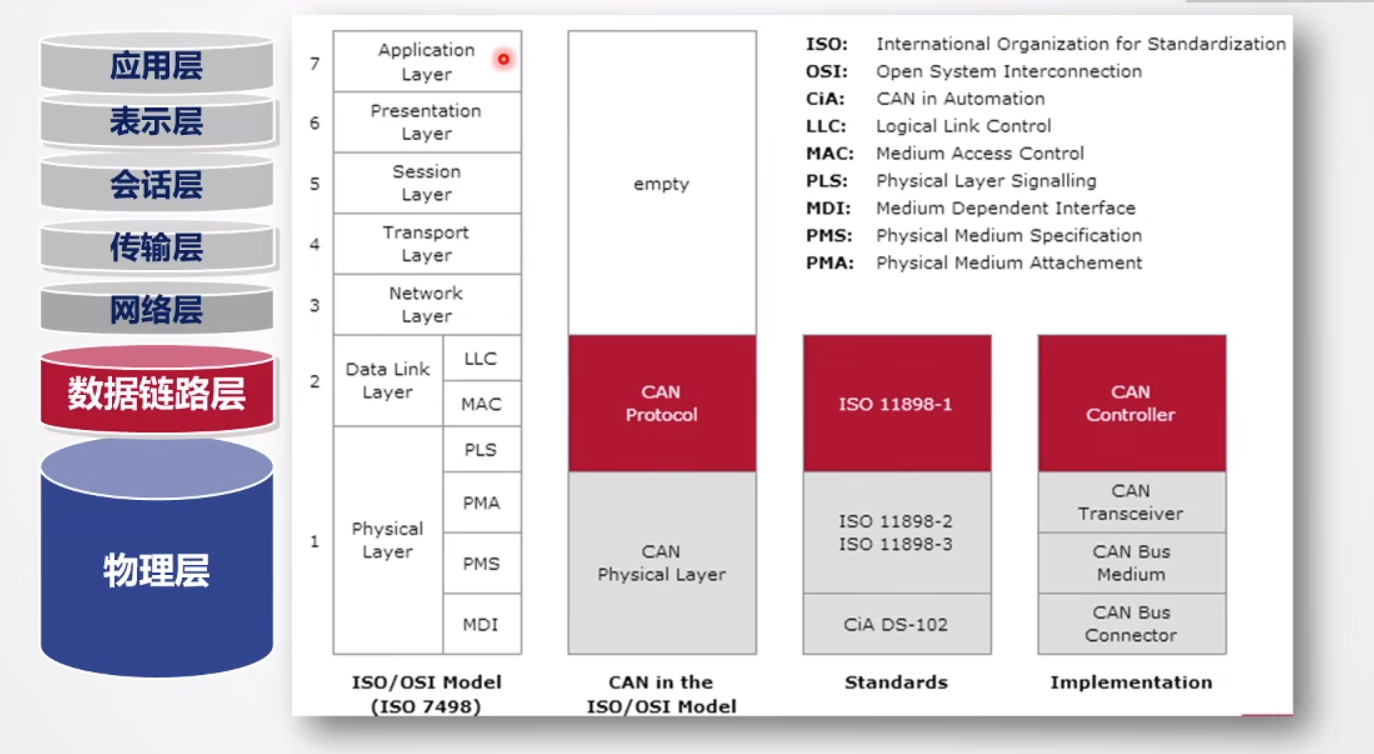 应用层
表示层
会话层
传输层
网络层
数据链路层
物理层
7
Application
Layer
6
Presentation
Layer
5
Session
Layer
4
Transport
Layer
3
Network
Layer
2
Data Link
Layer
LLC
MAC
1
Physical
Layer
PLS
PMA
PMS
MDI
ISO/OSI Model
(ISO 7498)
empty
CAN
Protocol
CAN
Physical Layer
CAN in the
ISO/OSI Model
ISO: International Organization for Standardization
OSI: Open System Interconnection
CiA: CAN in Automation
LLC: Logical Link Control
MAC: Medium Access Control
PLS: Physical Layer Signalling
MDI: Medium Dependent Interface
PMS: Physical Medium Specification
PMA: Physical Medium Attachement
ISO 11898-1
ISO 11898-2
ISO 11898-3
CiA DS-102
Standards
CAN
Controller
CAN
Transceiver
CAN Bus
Medium
CAN Bus
Connector
Implementation